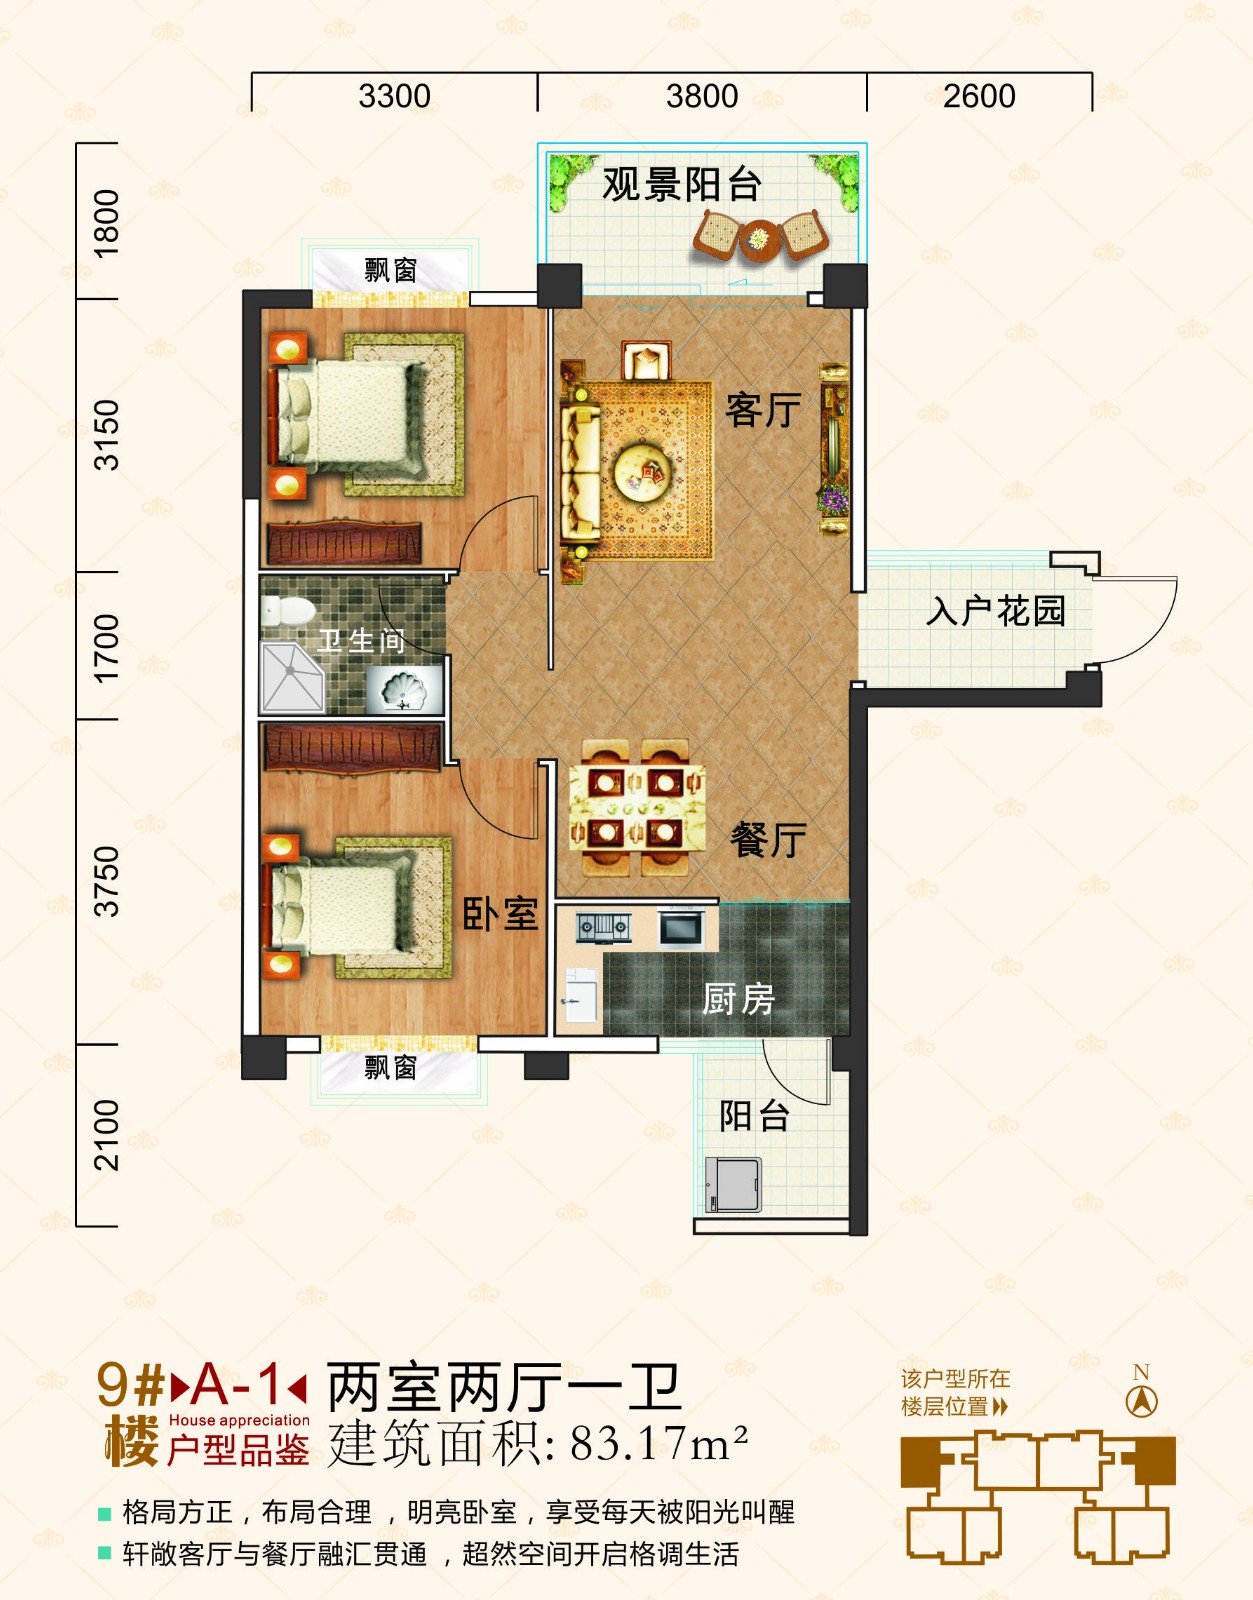 3300
3800
2600
1800
3150
1700
3750
2100
观景阳台
飘窗
客厅
入户花园
卫生间
餐厅
卧室
厨房
飘窗
阳台
9#楼
A-1
House appreciation
户型品鉴
两室两厅一卫
建筑面积: 83.17m²
格局方正，布局合理，明亮卧室，享受每天被阳光叫醒
轩敞客厅与餐厅融汇贯通，超然空间开启格调生活
该户型所在
楼层位置
N